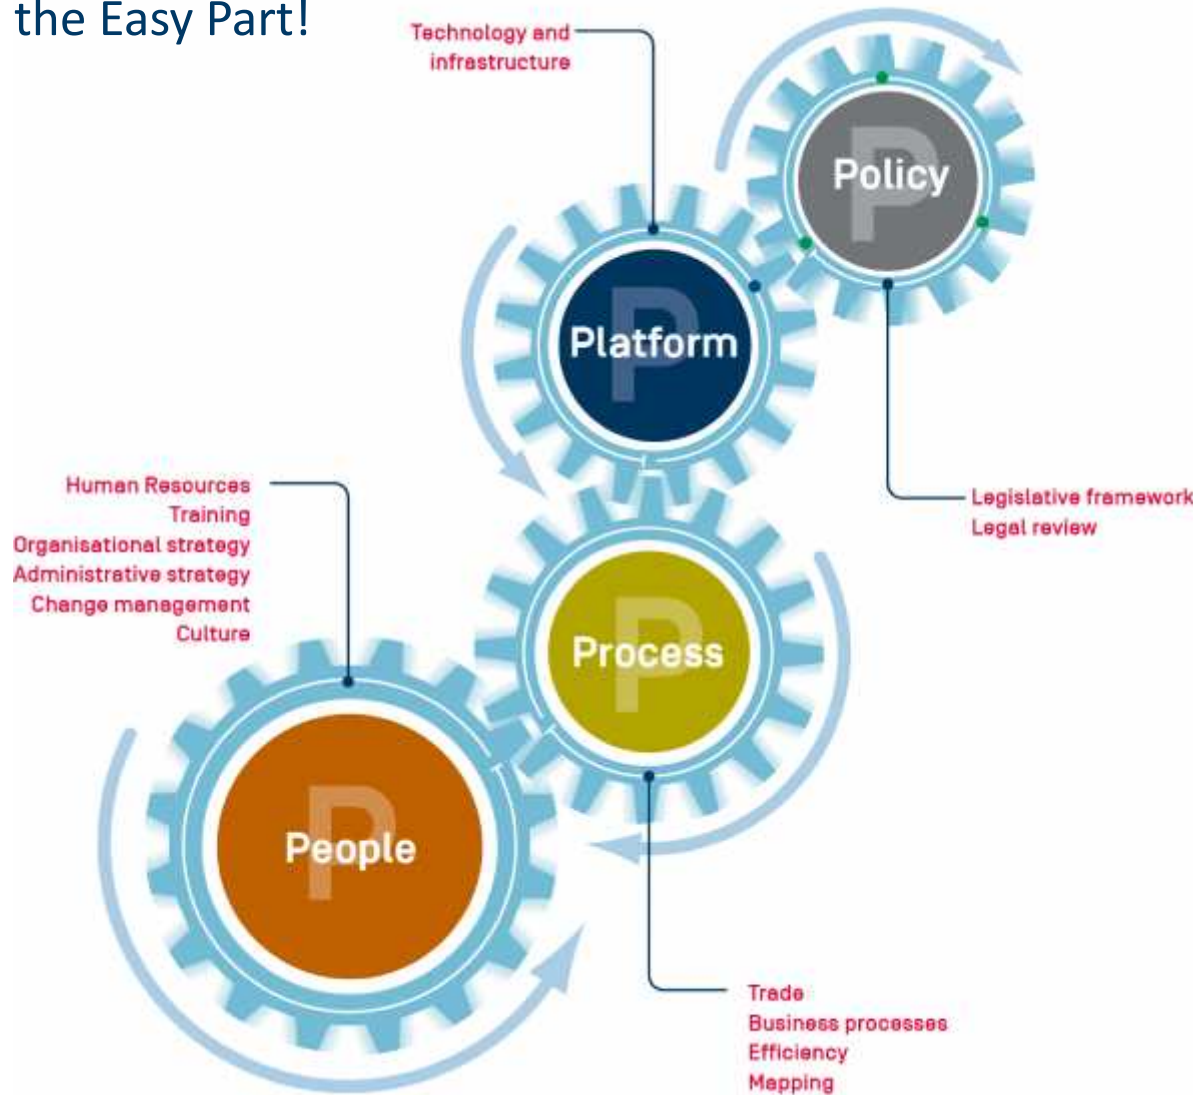 the Easy Part!
Technology and
infrastructure
P
Policy
P
Platform
Legislative framework
Legal review
Human Resources
Training
Organisational strategy
Administrative strategy
Change management
Culture
P
Process
P
People
Trade
Business processes
Efficiency
Mapping